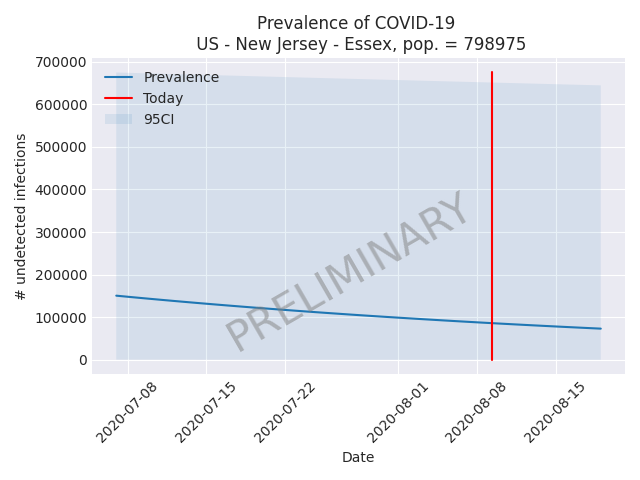 Prevalence of COVID-19
US - New Jersey - Essex, pop. = 798975
700000
600000
500000
400000
300000
200000
100000
0
# undetected infections
Prevalence
Today
95CI
PRELIMINARY
2020-07-08
2020-07-15
2020-07-22
2020-08-01
2020-08-08
2020-08-15
Date